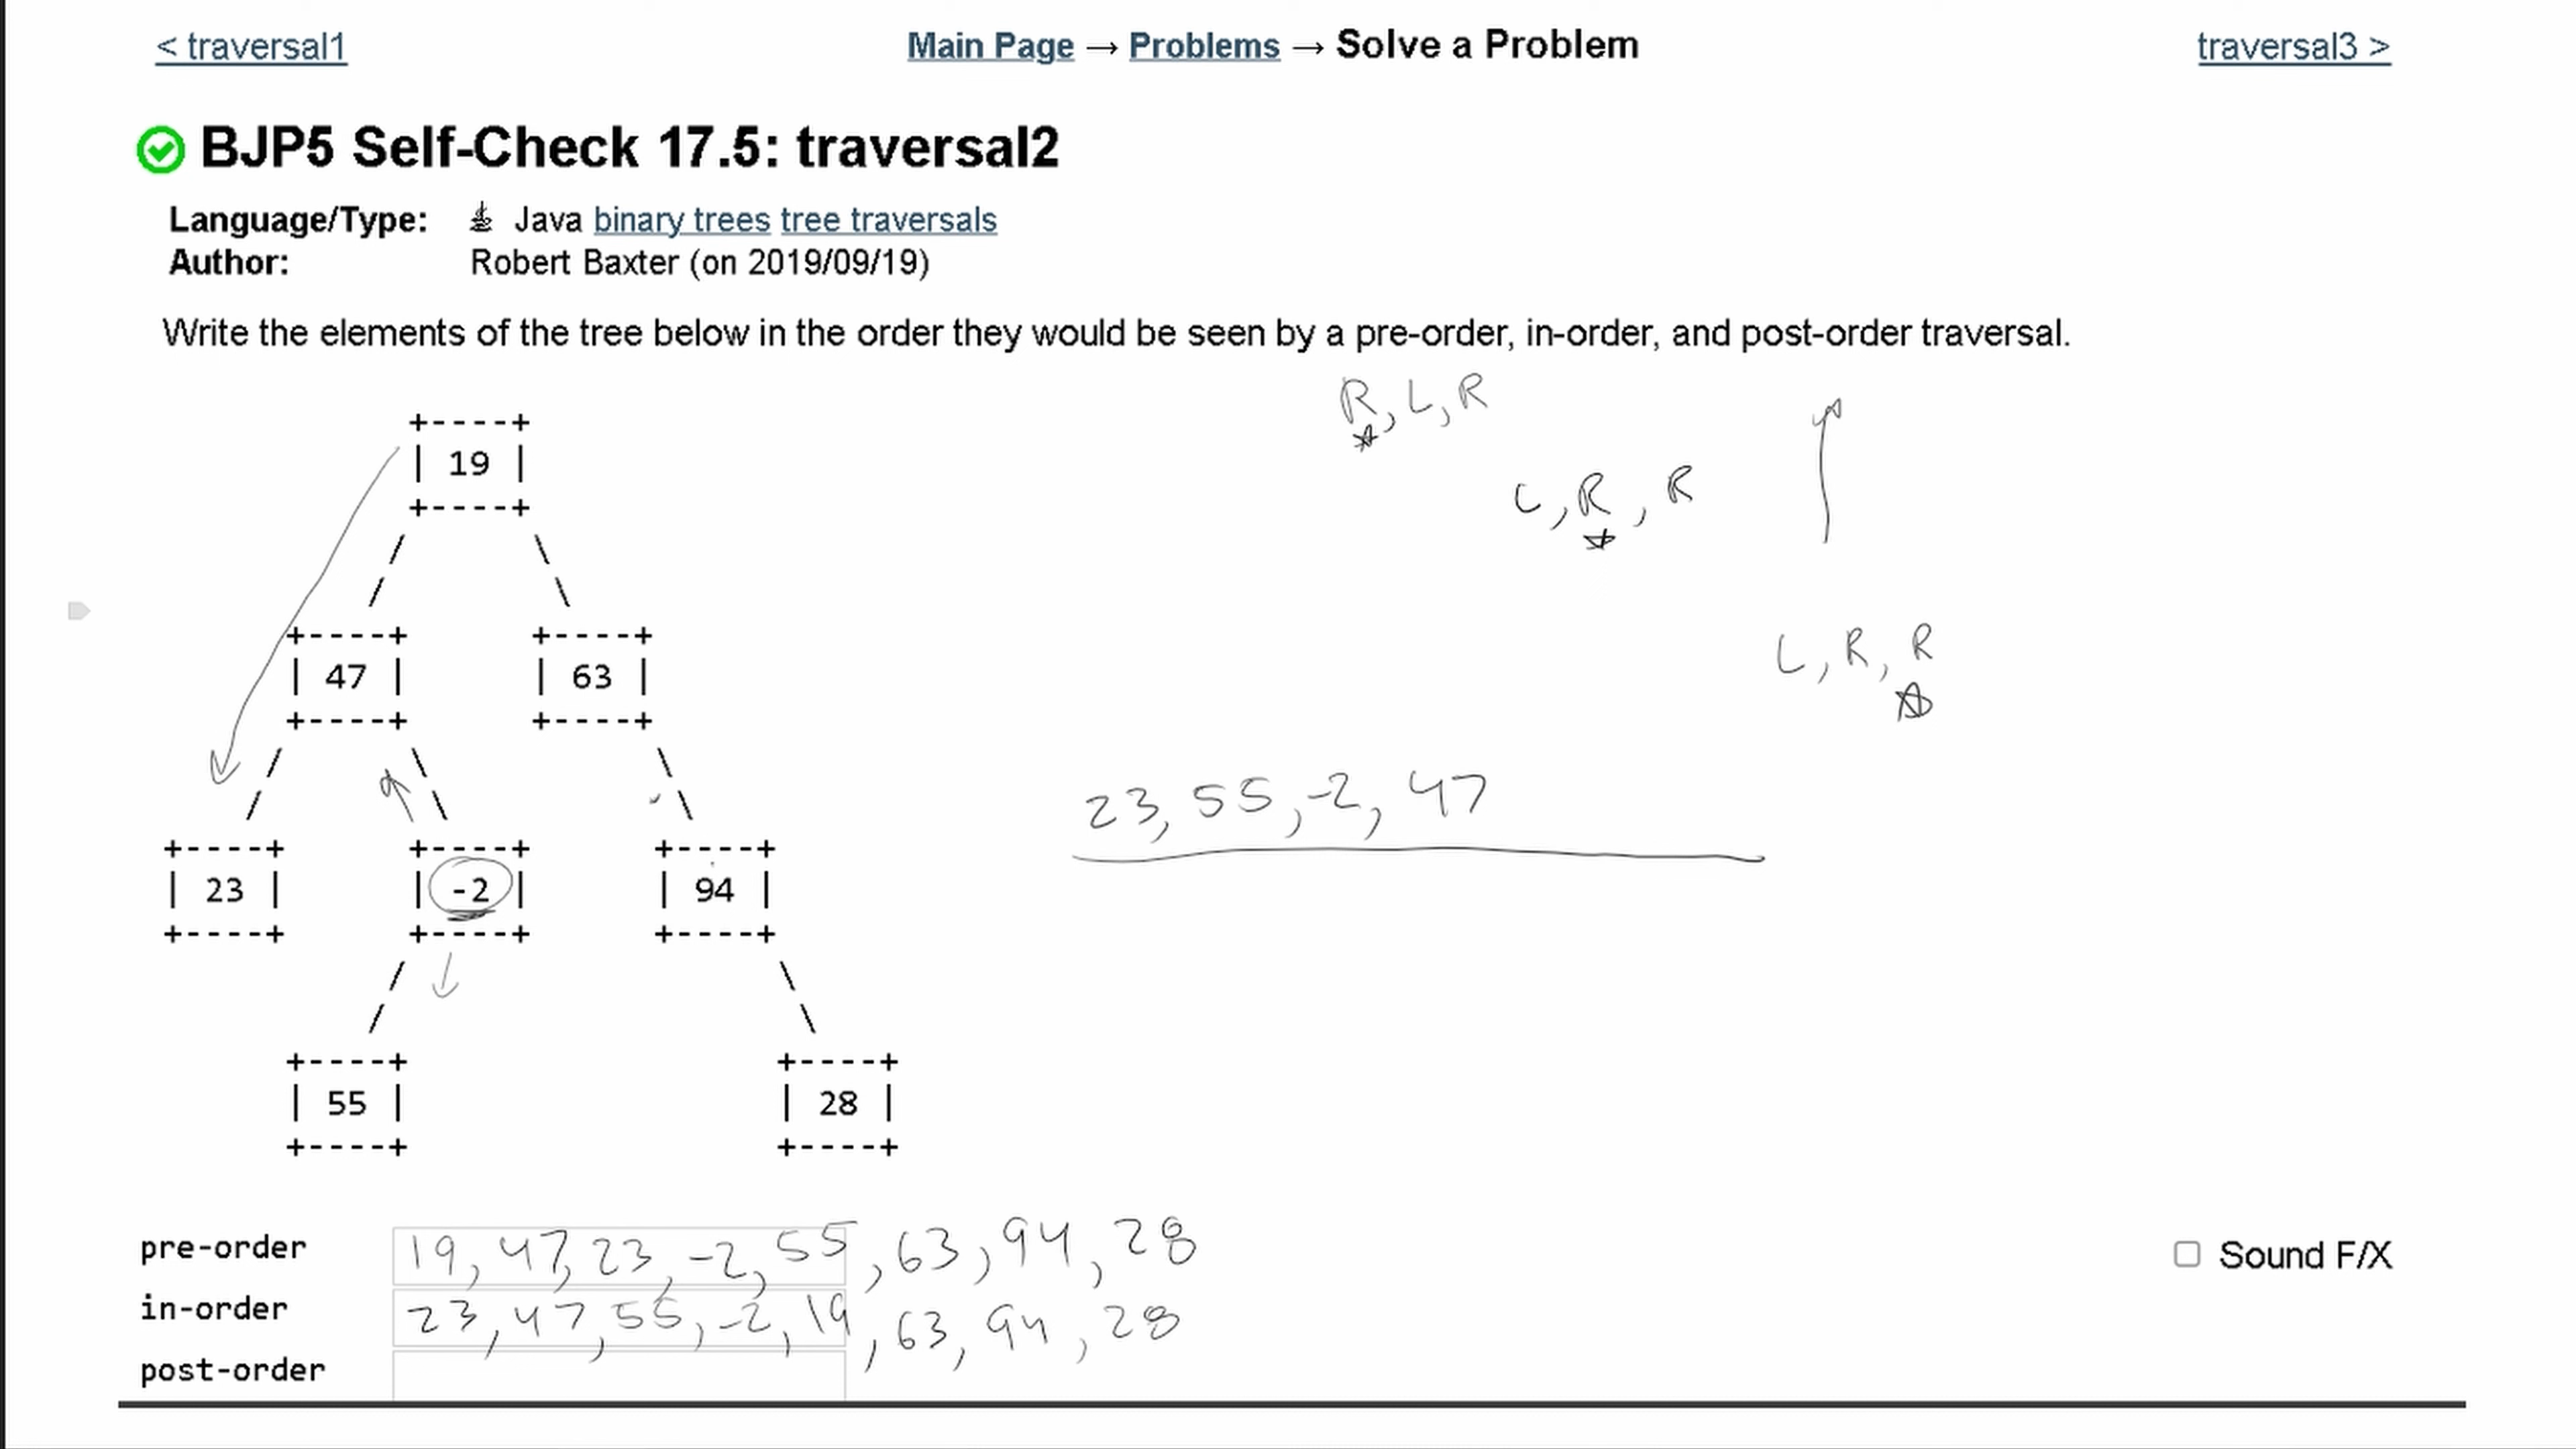 < traversal1 Main Page → Problems → Solve a Problem traversal3 >
BJP5 Self-Check 17.5: traversal2
Language/Type: Java binary trees tree traversals
Author: Robert Baxter (on 2019/09/19)
Write the elements of the tree below in the order they would be seen by a pre-order, in-order, and post-order traversal.
R, L, R
19
L, R, R
L, R, R
47 63
23, 55, -2, 47
23 -2 94
55 28
pre-order 19, 47, 23, -2, 55, 63, 94, 28
Sound F/X
in-order 23, 47, 55, -2, 19, 63, 94, 28
post-order